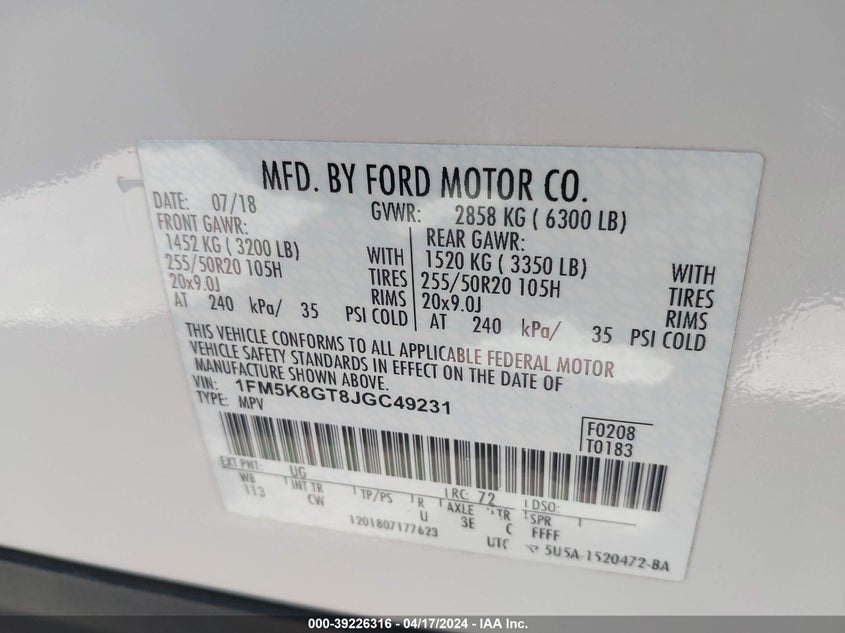 MFD. BY FORD MOTOR CO.
DATE: 07/18 GVWR: 2858 KG ( 6300 LB)
FRONT GAWR: REAR GAWR:
1452 KG ( 3200 LB) WITH 1520 KG ( 3350 LB) WITH
255/50R20 105H TIRES 255/50R20 105H TIRES
20x9.0J RIMS 20x9.0J RIMS
AT 240 kPa/ 35 PSI COLD AT 240 kPa/ 35 PSI COLD
THIS VEHICLE CONFORMS TO ALL APPLICABLE FEDERAL MOTOR
VEHICLE SAFETY STANDARDS IN EFFECT ON THE DATE OF
MANUFACTURE SHOWN ABOVE.
VIN: 1FM5K8GT8JGC49231
TYPE: MPV
F0208
T0183
EXT PNT: UG RC: 72 DSO:
WB INT TR TP/PS R AXLE TR SPR
113 CW U 3E C FFFF
1201807177623 UTC 5U5A-1520472-BA
000-39226316 - 04/17/2024 - IAA Inc.